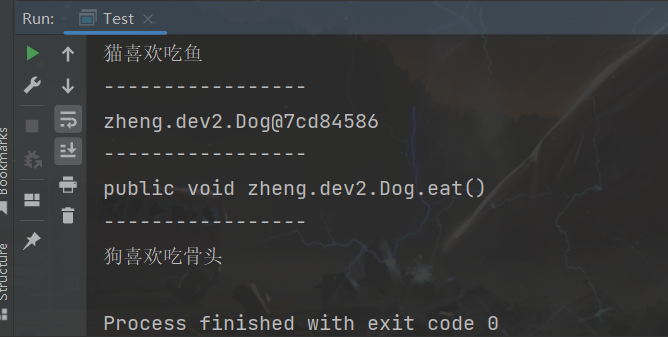 Run: Test
猫喜欢吃鱼
-----------------
zheng.dev2.Dog@7cd84586
-----------------
public void zheng.dev2.Dog.eat()
-----------------
狗喜欢吃骨头
Process finished with exit code 0
Bookmarks
Structure